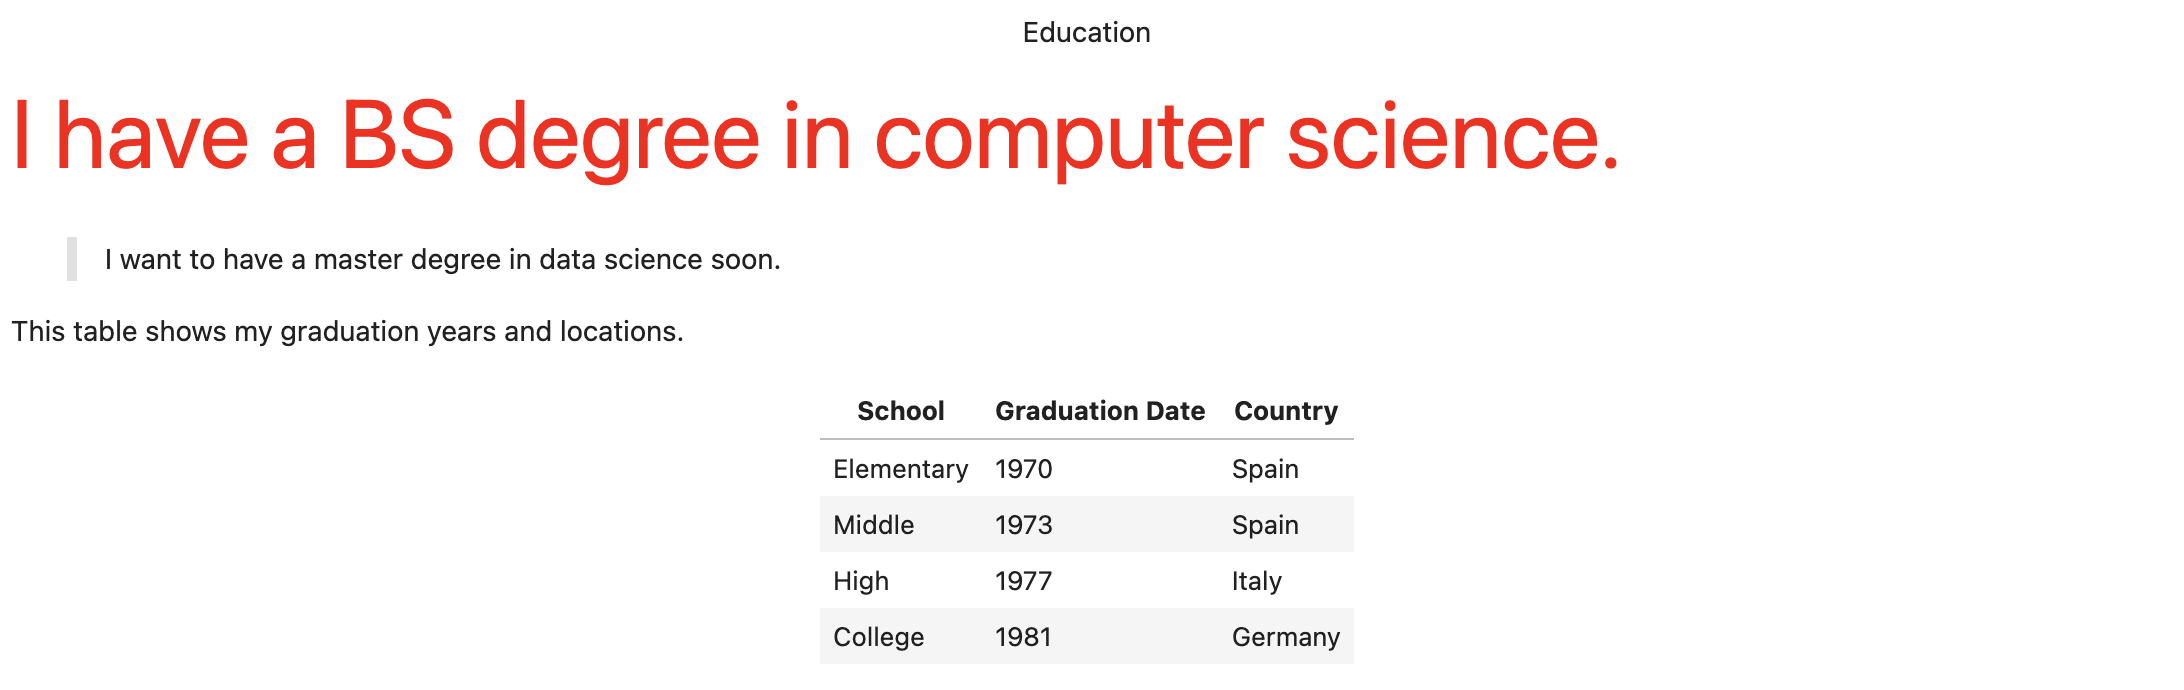 Education
I have a BS degree in computer science.
I want to have a master degree in data science soon.
This table shows my graduation years and locations.
School Graduation Date Country
Elementary 1970 Spain
Middle 1973 Spain
High 1977 Italy
College 1981 Germany